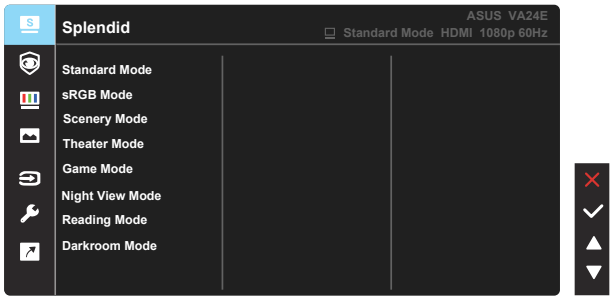 S
Splendid
ASUS VA24E
Standard Mode HDMI 1080p 60Hz
Standard Mode
sRGB Mode
Scenery Mode
Theater Mode
Game Mode
Night View Mode
Reading Mode
Darkroom Mode